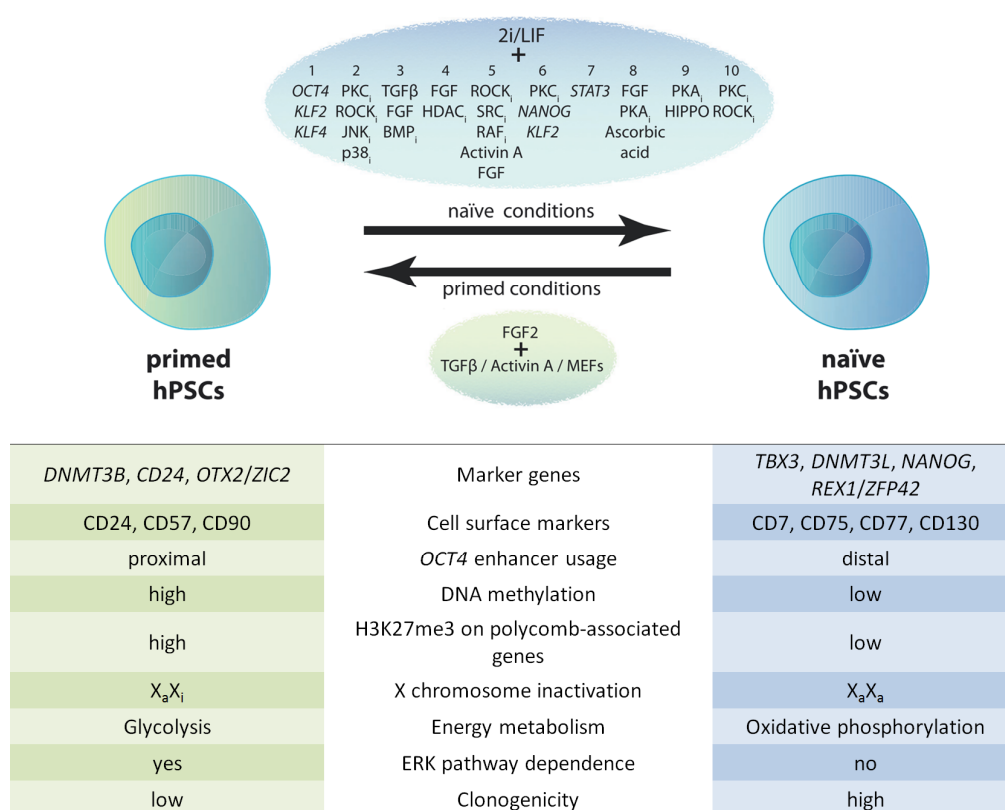 2i/LIF
+
1 2 3 4 5 6 7 8 9 10
OCT4 PKCi TGFβ FGF ROCKi PKCi STAT3 FGF PKAi PKCi
KLF2 ROCKi FGF HDACi SRCi NANOG PKAi HIPPO ROCKi
KLF4 JNKi BMPi RAFi KLF2 Ascorbic
p38i Activin A acid
FGF
naïve conditions
primed conditions
primed
hPSCs
FGF2
+
TGFβ / Activin A / MEFs
naïve
hPSCs
DNMT3B, CD24, OTX2/ZIC2 Marker genes TBX3, DNMT3L, NANOG,
REX1/ZFP42
CD24, CD57, CD90 Cell surface markers CD7, CD75, CD77, CD130
proximal OCT4 enhancer usage distal
high DNA methylation low
high H3K27me3 on polycomb-associated low
genes
XaXi X chromosome inactivation XaXa
Glycolysis Energy metabolism Oxidative phosphorylation
yes ERK pathway dependence no
low Clonogenicity high